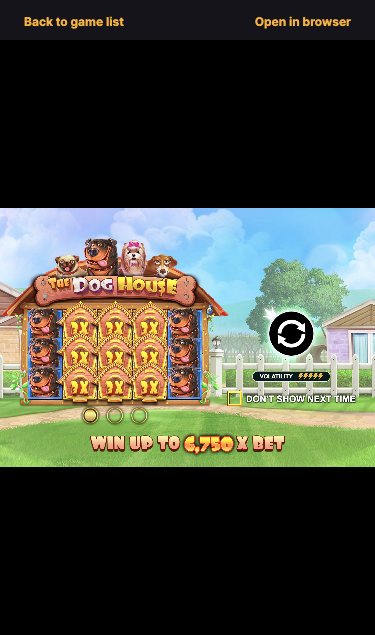 Back to game list
Open in browser
THE DOG HOUSE
3X 3X 3X
3X 3X 3X
3X 3X 3X
VOLATILITY
DON'T SHOW NEXT TIME
WIN UP TO 6,750 X BET